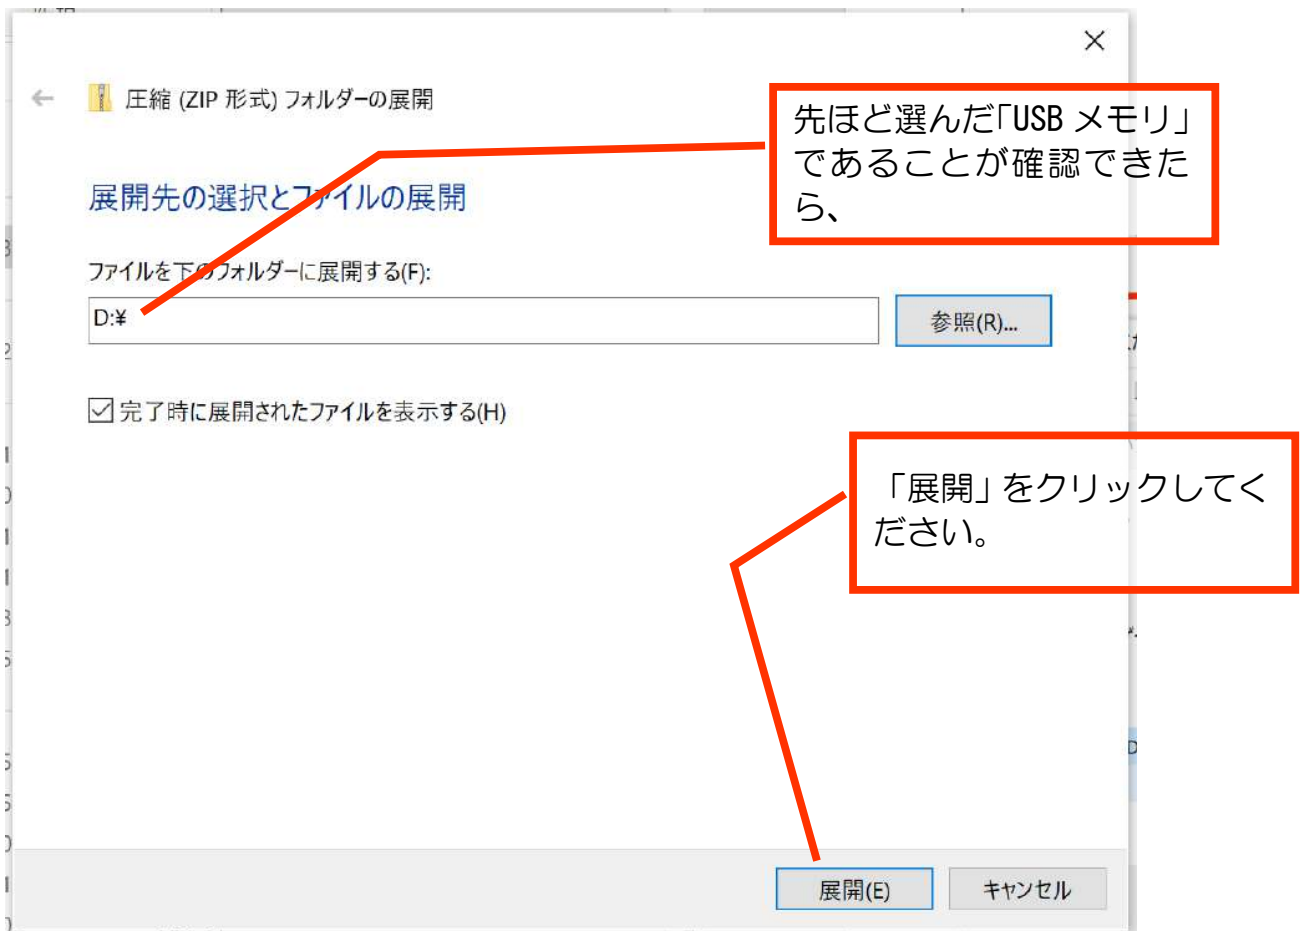 圧縮 (ZIP 形式) フォルダーの展開
先ほど選んだ「USB メモリ」
であることが確認できた
ら、
展開先の選択とファイルの展開
ファイルを下のフォルダーに展開する(F):
D:¥
参照(R)...
完了時に展開されたファイルを表示する(H)
「展開」をクリックしてく
ださい。
展開(E)
キャンセル